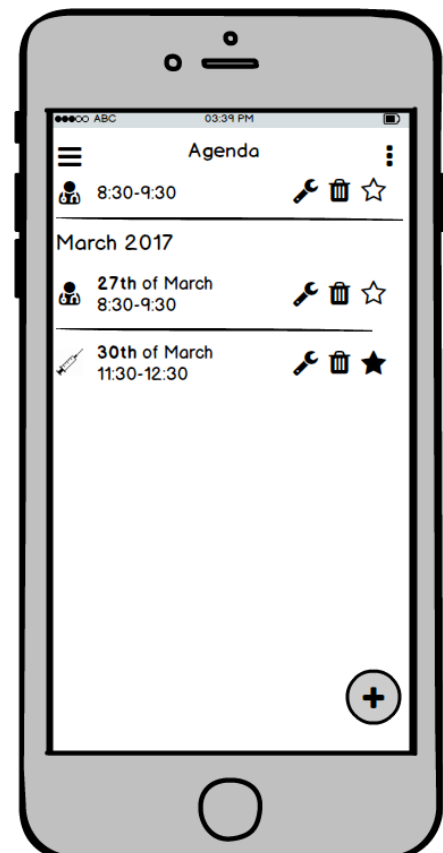 ABC 03:39 PM
Agenda
8:30-9:30
March 2017
27th of March
8:30-9:30
30th of March
11:30-12:30